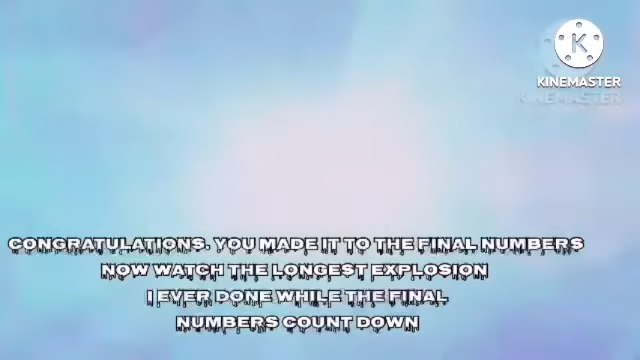 KINEMASTER
KINEMASTER
CONGRATULATIONS. YOU MADE IT TO THE FINAL NUMBERS
NOW WATCH THE LONGEST EXPLOSION
I EVER DONE WHILE THE FINAL
NUMBERS COUNT DOWN